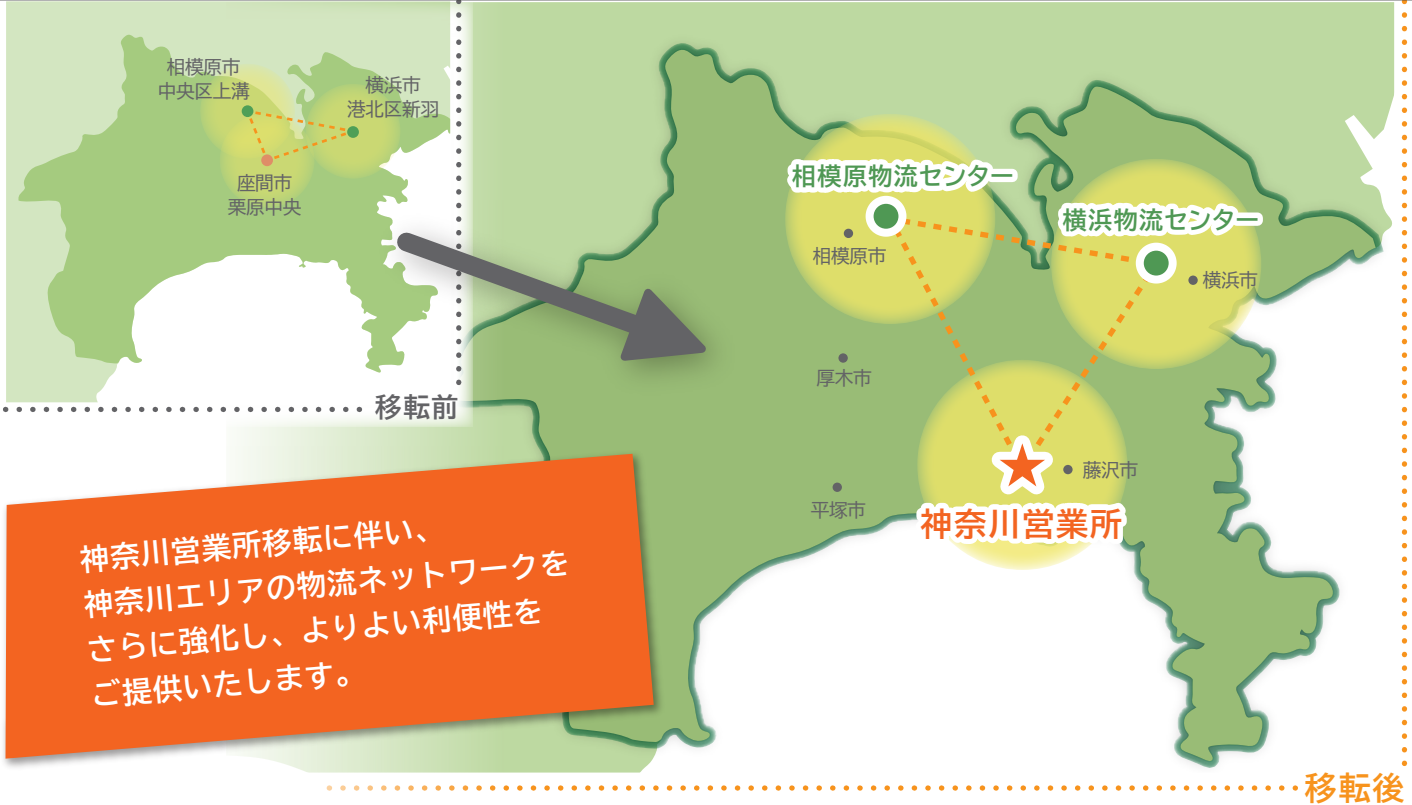 相模原市
中央区上溝
横浜市
港北区新羽
座間市
栗原中央
移転前
相模原物流センター
相模原市
横浜物流センター
横浜市
厚木市
平塚市
藤沢市
神奈川営業所
神奈川営業所移転に伴い、
神奈川エリアの物流ネットワークを
さらに強化し、よりよい利便性を
ご提供いたします。
移転後